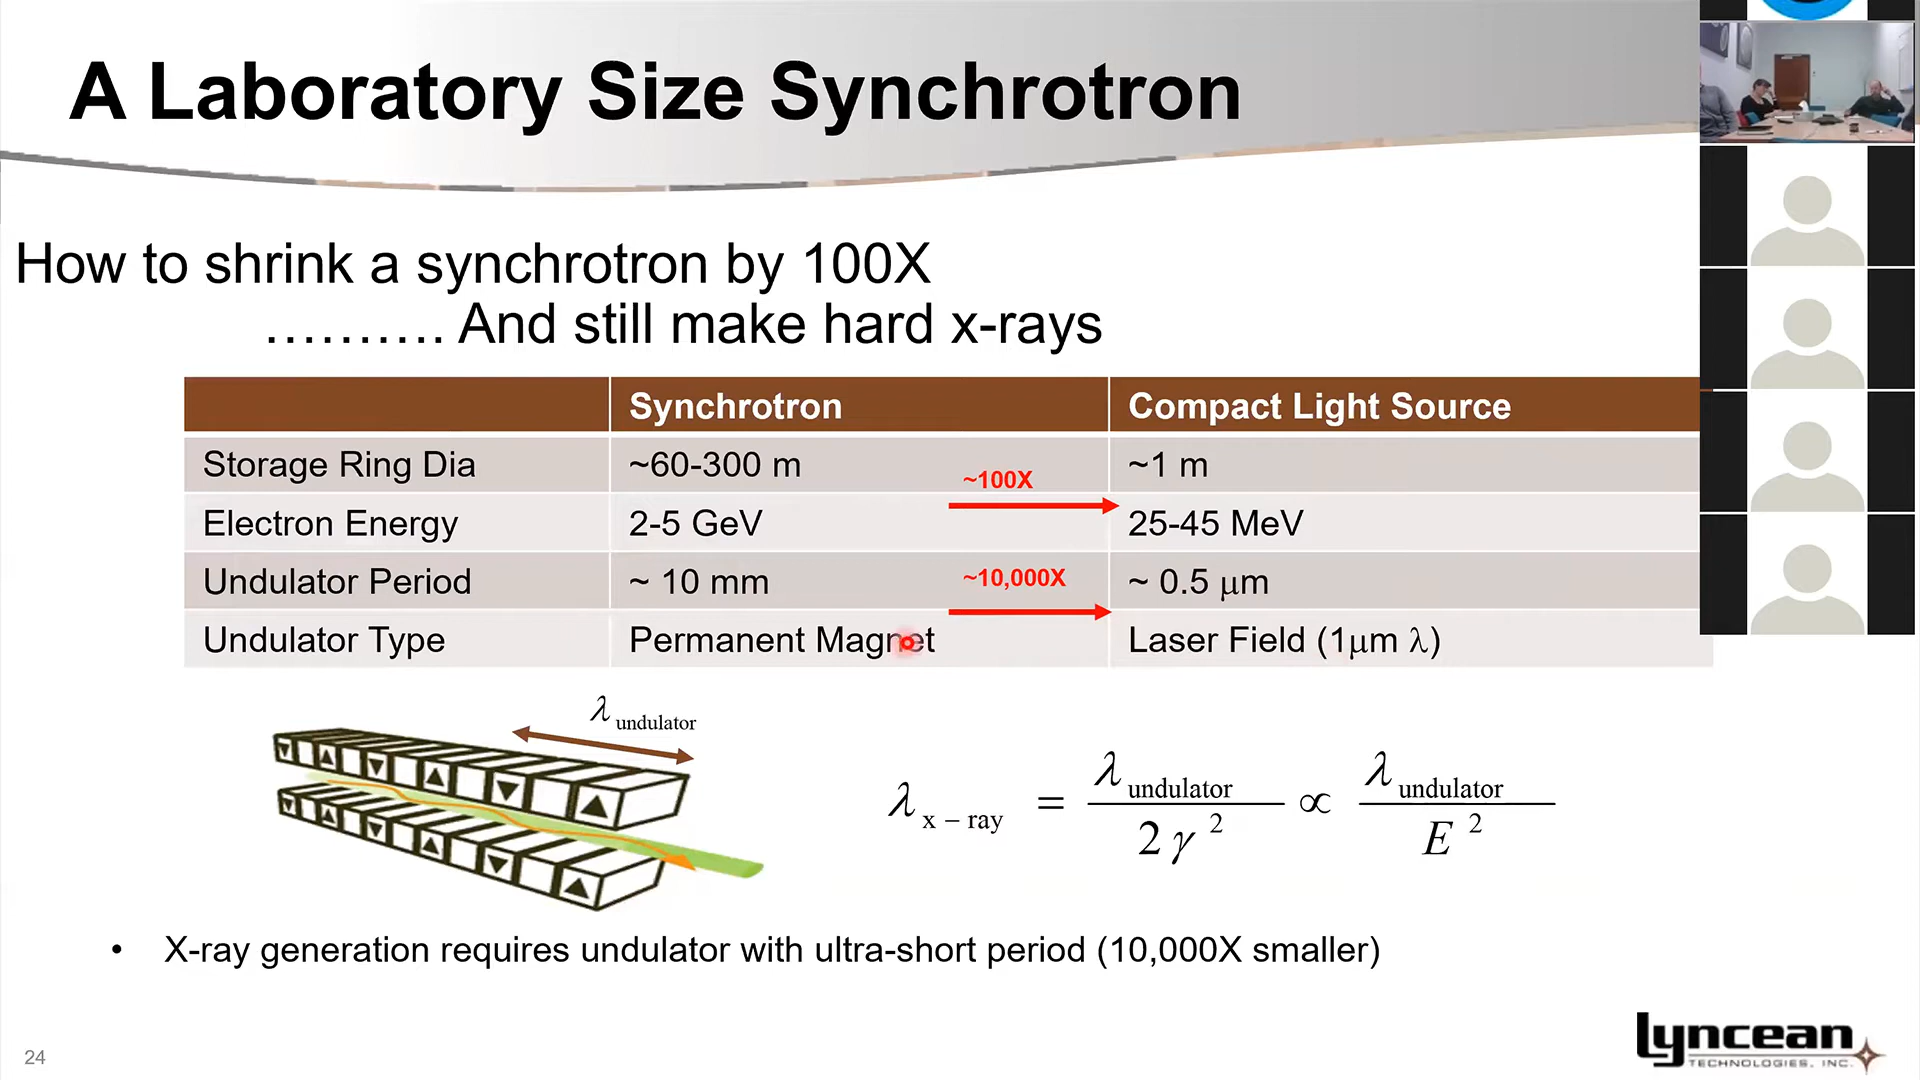 A Laboratory Size Synchrotron
How to shrink a synchrotron by 100X
………. And still make hard x-rays
Synchrotron Compact Light Source
Storage Ring Dia ~60-300 m ~1 m
~100X
Electron Energy 2-5 GeV 25-45 MeV
Undulator Period ~ 10 mm ~10,000X ~ 0.5 μm
Undulator Type Permanent Magnet Laser Field (1μm λ)
λ undulator
λ x – ray = λ undulator / 2 γ 2 ∝ λ undulator / E 2
• X-ray generation requires undulator with ultra-short period (10,000X smaller)
24
Lyncean
TECHNOLOGIES, INC.